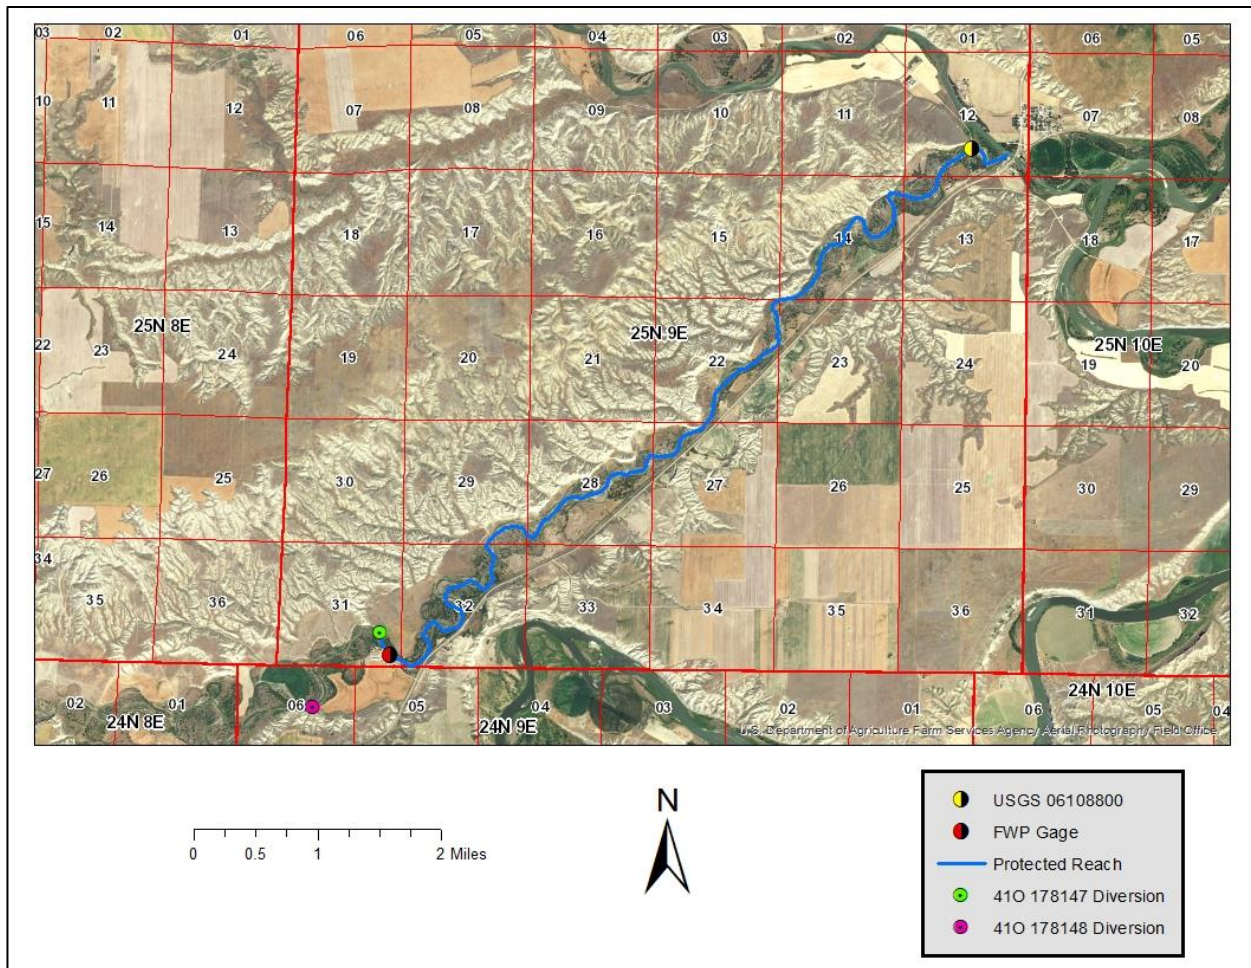 03 02 01 06 05 04 03 02 01 06 05
10 11 12 07 08 09 10 11 12 07 08
15 14 13 18 17 16 15 14 13 18 17
25N 8E 25N 9E 25N 10E
22 23 24 19 20 21 22 23 24 19 20
27 26 25 30 29 28 27 26 25 30 29
34 35 36 31 32 33 34 35 36 31 32
02 01 06 05 04 03 02 01 06 05 04
24N 8E 24N 9E 24N 10E
U.S. Department of Agriculture Farm Services Agency Aerial Photography Field Office
N
0 0.5 1 2 Miles
USGS 06108800
FWP Gage
Protected Reach
41O 178147 Diversion
41O 178148 Diversion